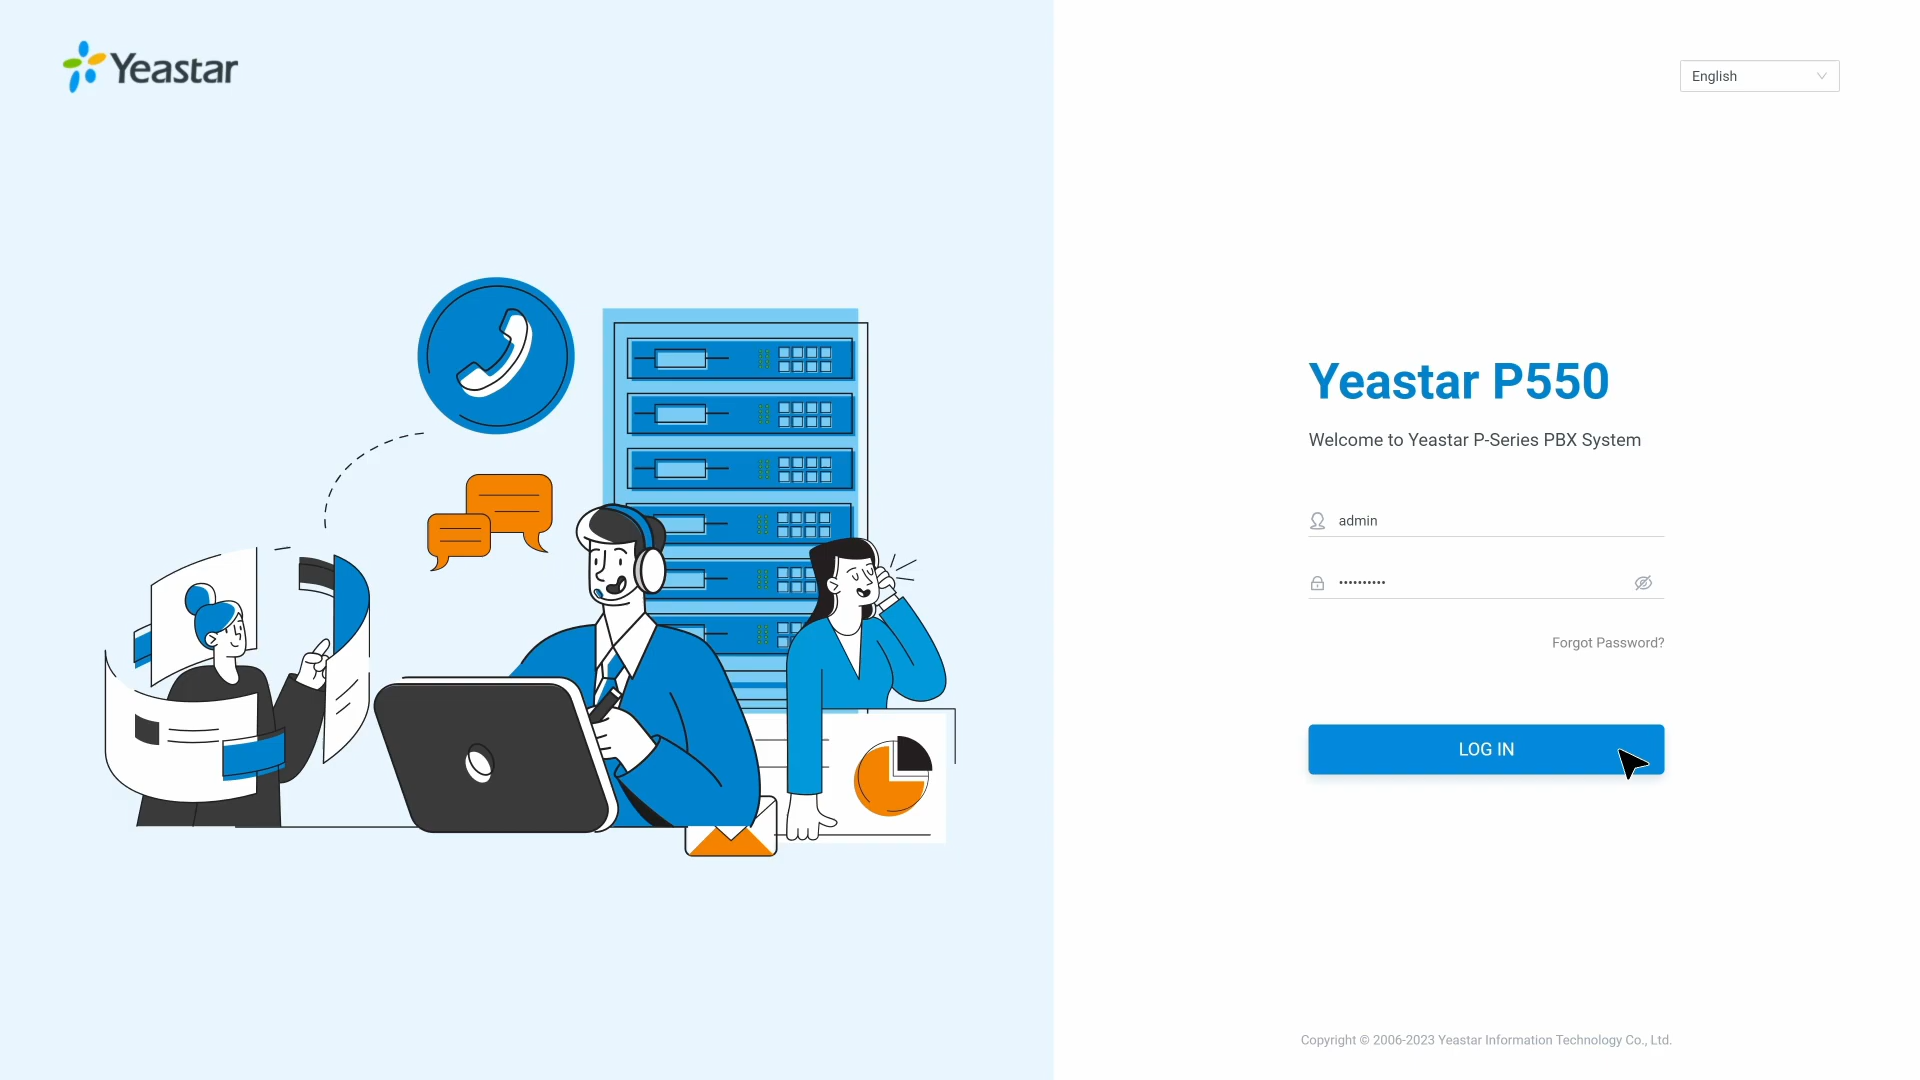 Yeastar
English
Yeastar P550
Welcome to Yeastar P-Series PBX System
admin
••••••••••
Forgot Password?
LOG IN
Copyright © 2006-2023 Yeastar Information Technology Co., Ltd.